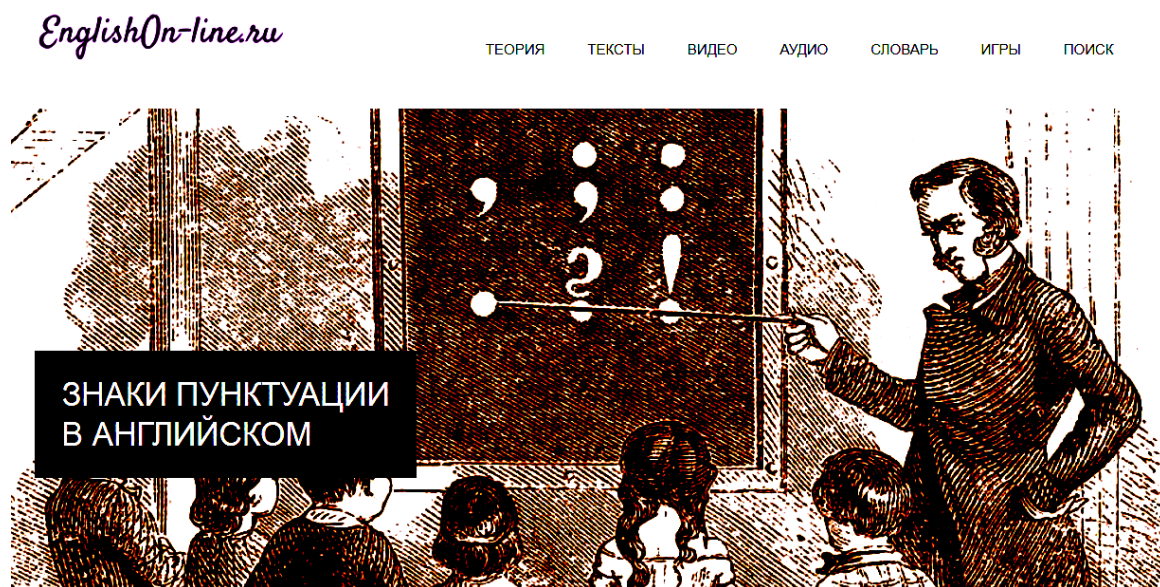 EnglishOn-line.ru
ТЕОРИЯ ТЕКСТЫ ВИДЕО АУДИО СЛОВАРЬ ИГРЫ ПОИСК
, ; :
. ? !
ЗНАКИ ПУНКТУАЦИИ
В АНГЛИЙСКОМ